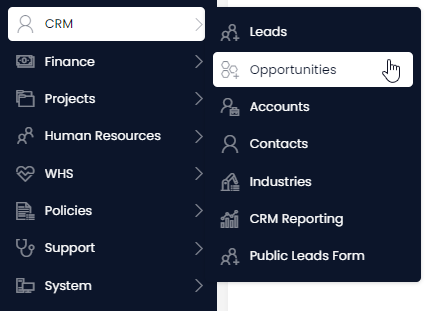 CRM
Finance
Projects
Human Resources
WHS
Policies
Support
System
Leads
Opportunities
Accounts
Contacts
Industries
CRM Reporting
Public Leads Form